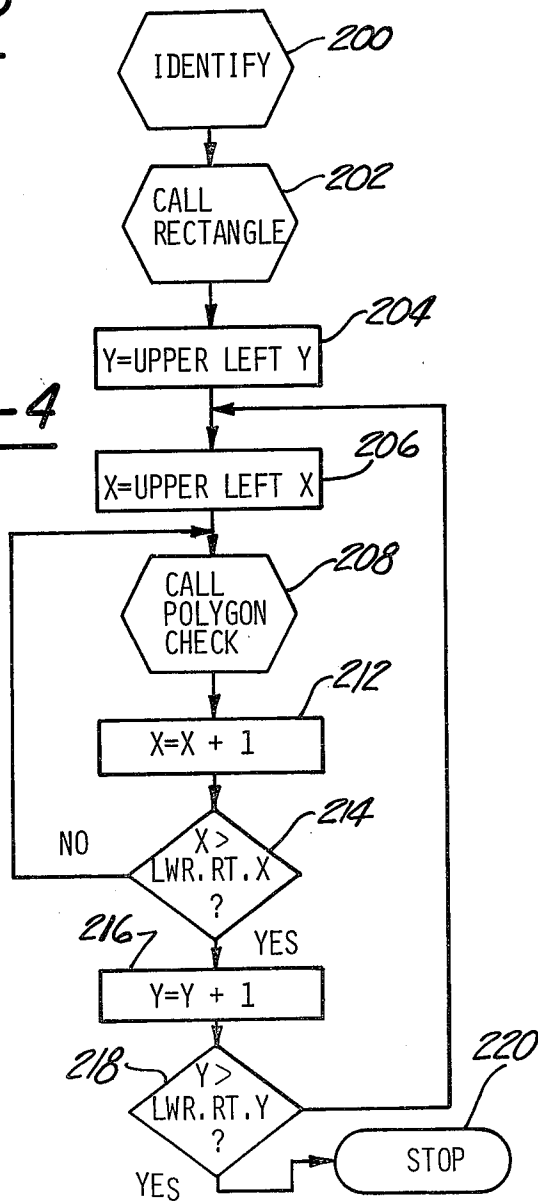 200
IDENTIFY
202
CALL
RECTANGLE
204
Y=UPPER LEFT Y
-4
206
X=UPPER LEFT X
208
CALL
POLYGON
CHECK
212
X=X + 1
214
X>
LWR.RT.X
?
NO
YES
216
Y=Y + 1
218
Y>
LWR.RT.Y
?
YES
220
STOP